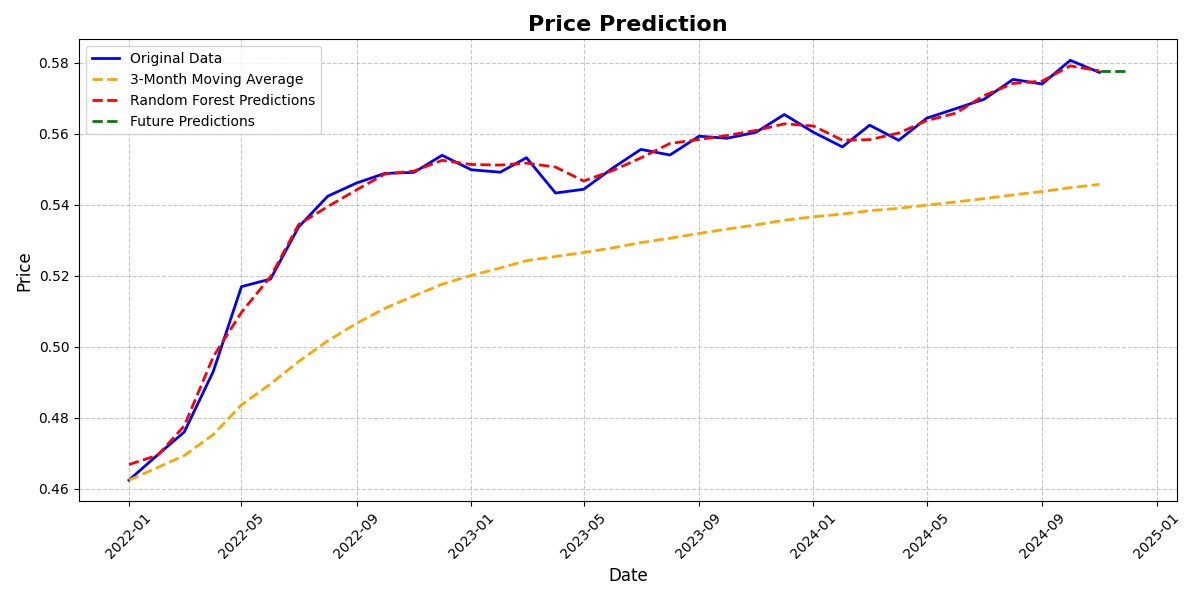 Price Prediction
Original Data
3-Month Moving Average
Random Forest Predictions
Future Predictions
Price
0.58
0.56
0.54
0.52
0.50
0.48
0.46
2022-01
2022-05
2022-09
2023-01
2023-05
2023-09
2024-01
2024-05
2024-09
2025-01
Date